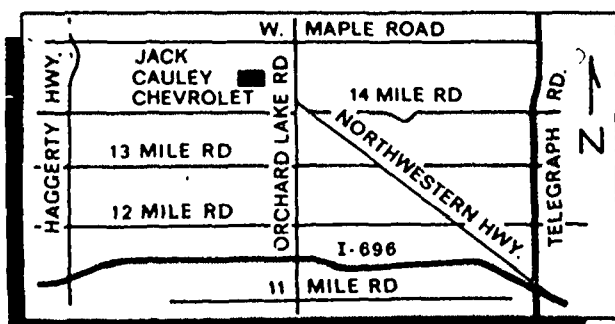 W. MAPLE ROAD
JACK
CAULEY
CHEVROLET
HAGGERTY HWY.
ORCHARD LAKE RD
14 MILE RD
TELEGRAPH RD.
N
NORTHWESTERN HWY.
13 MILE RD
12 MILE RD
I-696
11 MILE RD